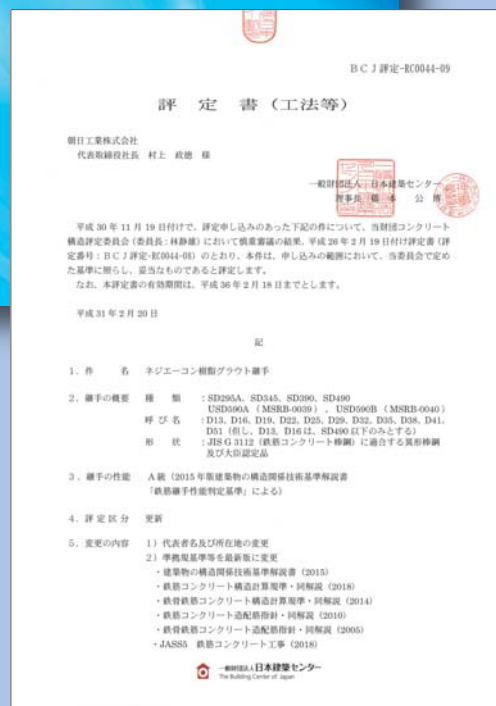 BCJ評定-RC0044-09
評 定 書（工法等）
朝日工業株式会社
代表取締役社長 村上 政徳 様
一般財団法人 日本建築センター
理事長 橋本 公博
平成30年11月19日付けで、評定申し込みのあった下記の件について、当財団コンクリート
構造評定委員会（委員長：林静雄）において慎重審議の結果、平成26年2月19日付け評定書（評
定番号：BCJ評定-RC0044-08）のとおり、本件は、申し込みの範囲において、当委員会で定め
た基準に照らし、妥当なものであると評定します。
なお、本評定書の有効期間は、平成36年2月18日までとします。
平成31年2月20日
記
1．件 名 ネジエーコン樹脂グラウト継手
2．継手の概要 種 類 ：SD295A、SD345、SD390、SD490
USD590A （MSRB-0039）、USD590B（MSRB-0040）
呼 び 名 ：D13、D16、D19、D22、D25、D29、D32、D35、D38、D41、
D51（但し、D13、D16は、SD490以下のみとする）
形 状 ：JIS G 3112（鉄筋コンクリート棒鋼）に適合する異形棒鋼
及び大臣認定品
3．継手の性能 A級（2015年版建築物の構造関係技術基準解説書
「鉄筋継手性能判定基準」による）
4．評定区分 更新
5．変更の内容 1）代表者名及び所在地の変更
2）準拠規基準等を最新版に変更
・建築物の構造関係技術基準解説書（2015）
・鉄筋コンクリート構造計算規準・同解説（2018）
・鉄骨鉄筋コンクリート構造計算規準・同解説（2014）
・鉄筋コンクリート造配筋指針・同解説（2010）
・鉄骨鉄筋コンクリート造配筋指針・同解説（2005）
・JASS5 鉄筋コンクリート工事（2018）
一般財団法人日本建築センター
The Building Center of Japan